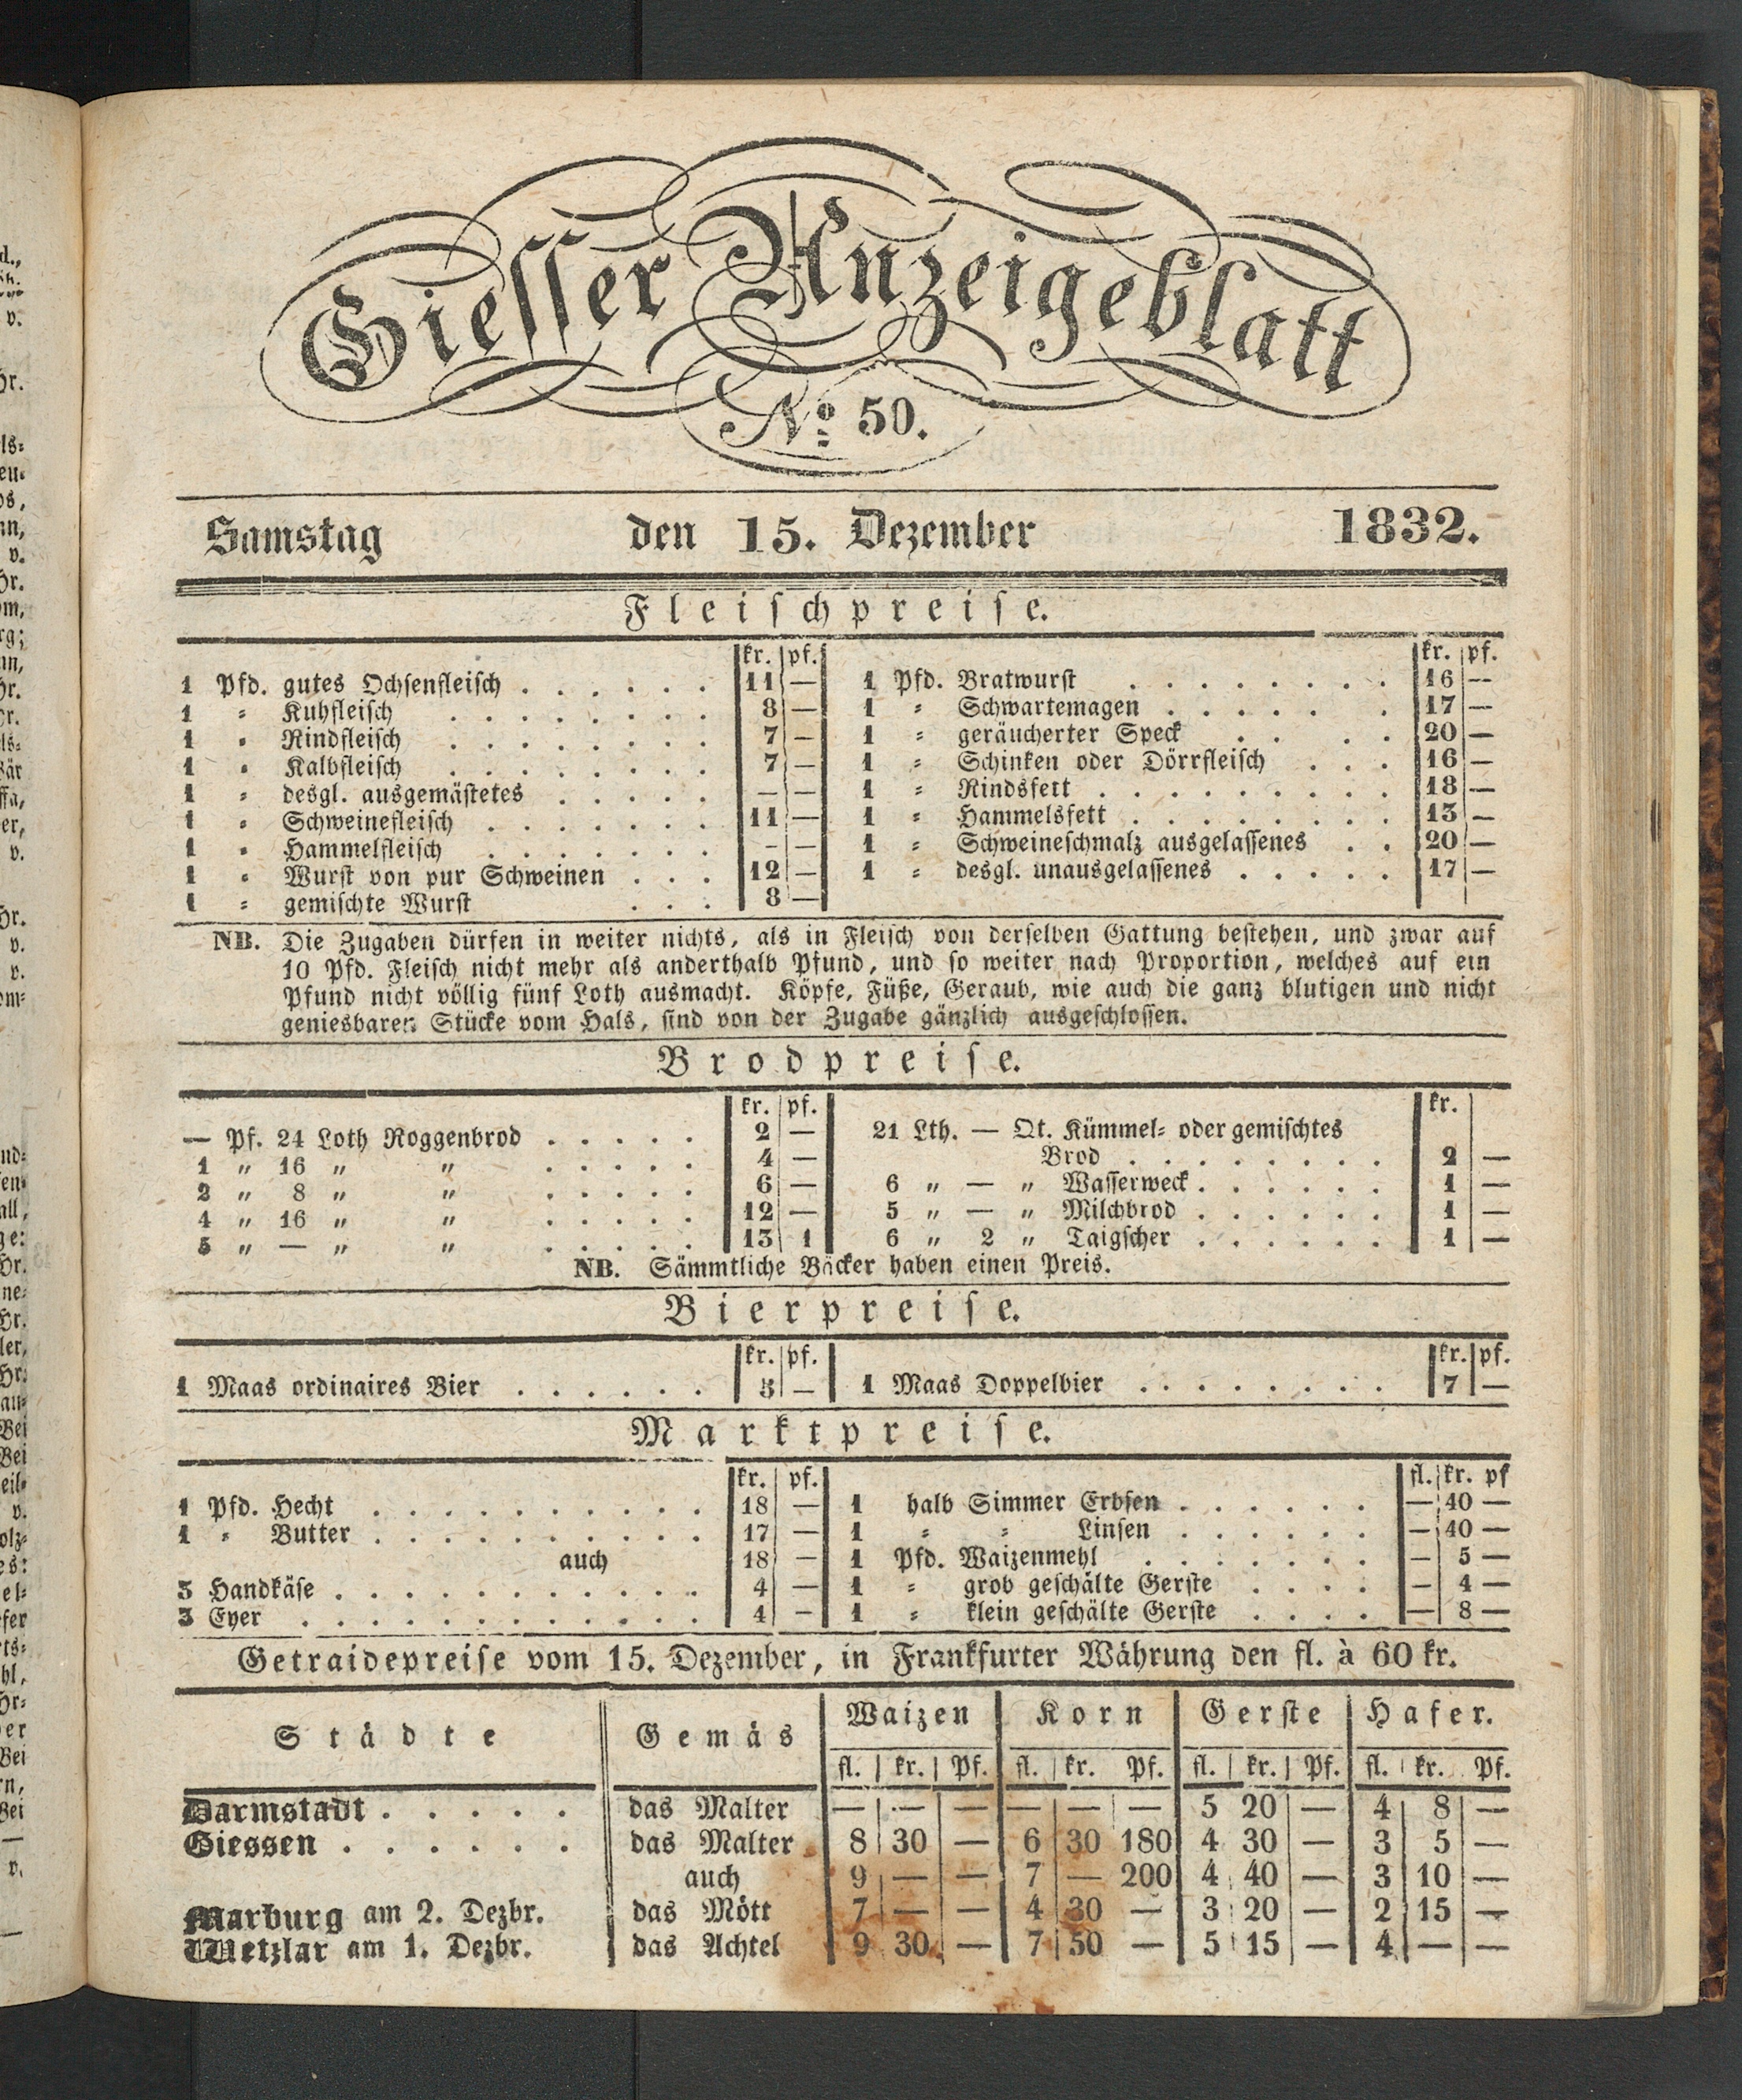 Giesser Anzeigeblatt
No 50.
Samstag den 15. Dezember 1832.
Fleischpreise.
kr. pf.
1 Pfd. gutes Ochsenfleisch . . . . . . 11 —
1 = Kuhfleisch . . . . . . . . 8 —
1 = Rindfleisch . . . . . . . . 7 —
1 = Kalbfleisch . . . . . . . . 7 —
1 = desgl. ausgemästetes . . . . . — —
1 = Schweinefleisch . . . . . . . 11 —
1 = Hammelfleisch . . . . . . . — —
1 = Wurst von pur Schweinen . . . 12 —
1 = gemischte Wurst . . . 8 —
kr. pf.
1 Pfd. Bratwurst . . . . . . . . 16 —
1 = Schwartemagen . . . . . . 17 —
1 = geräucherter Speck . . . . 20 —
1 = Schinken oder Dörrfleisch . . . 16 —
1 = Rindsfett . . . . . . . . . 18 —
1 = Hammelsfett . . . . . . . . 13 —
1 = Schweineschmalz ausgelassenes . . 20 —
1 = desgl. unausgelassenes . . . . . 17 —
NB. Die Zugaben dürfen in weiter nichts, als in Fleisch von derselben Gattung bestehen, und zwar auf
10 Pfd. Fleisch nicht mehr als anderthalb Pfund, und so weiter nach Proportion, welches auf ein
Pfund nicht völlig fünf Loth ausmacht. Köpfe, Füße, Geraub, wie auch die ganz blutigen und nicht
geniesbaren Stücke vom Hals, sind von der Zugabe gänzlich ausgeschlossen.
Brodpreise.
kr. pf.
— Pf. 24 Loth Roggenbrod . . . . . 2 —
1 " 16 " " . . . . . 4 —
2 " 8 " " . . . . . 6 —
4 " 16 " " . . . . . 12 —
5 " — " " . . . . . 13 1
kr.
21 Lth. — Qt. Kümmel= oder gemischtes
Brod . . . . . . . . 2 —
6 " — " Wasserweck . . . . . . 1 —
5 " — " Milchbrod . . . . . . 1 —
6 " 2 " Taigscher . . . . . . 1 —
NB. Sämmtliche Bäcker haben einen Preis.
Bierpreise.
kr. pf.
1 Maas ordinaires Bier . . . . . . 5 —
kr. pf.
1 Maas Doppelbier . . . . . . . . 7 —
Marktpreise.
kr. pf.
1 Pfd. Hecht . . . . . . . . . . 18 —
1 = Butter . . . . . . . . . . 17 —
auch 18 —
3 Handkäse . . . . . . . . . . . 4 —
3 Eyer . . . . . . . . . . . . 4 —
fl. kr. pf
1 halb Simmer Erbsen . . . . . . — 40 —
1 = = Linsen . . . . . . — 40 —
1 Pfd. Waizenmehl . . . . . . . — 5 —
1 = grob geschälte Gerste . . . . — 4 —
1 = klein geschälte Gerste . . . . — 8 —
Getraidepreise vom 15. Dezember, in Frankfurter Währung den fl. à 60 kr.
Städte Gemäs Waizen Korn Gerste Hafer.
fl. kr. Pf. fl. kr. Pf. fl. kr. Pf. fl. kr. Pf.
Darmstadt . . . . . das Malter — — — — — — 5 20 — 4 8 —
Giessen . . . . . . das Malter 8 30 — 6 30 180 4 30 — 3 5 —
auch 9 — — 7 — 200 4 40 — 3 10 —
Marburg am 2. Dezbr. das Mött 7 — — 4 30 — 3 20 — 2 15 —
Wetzlar am 1. Dezbr. das Achtel 9 30 — 7 50 — 5 15 — 4 — —